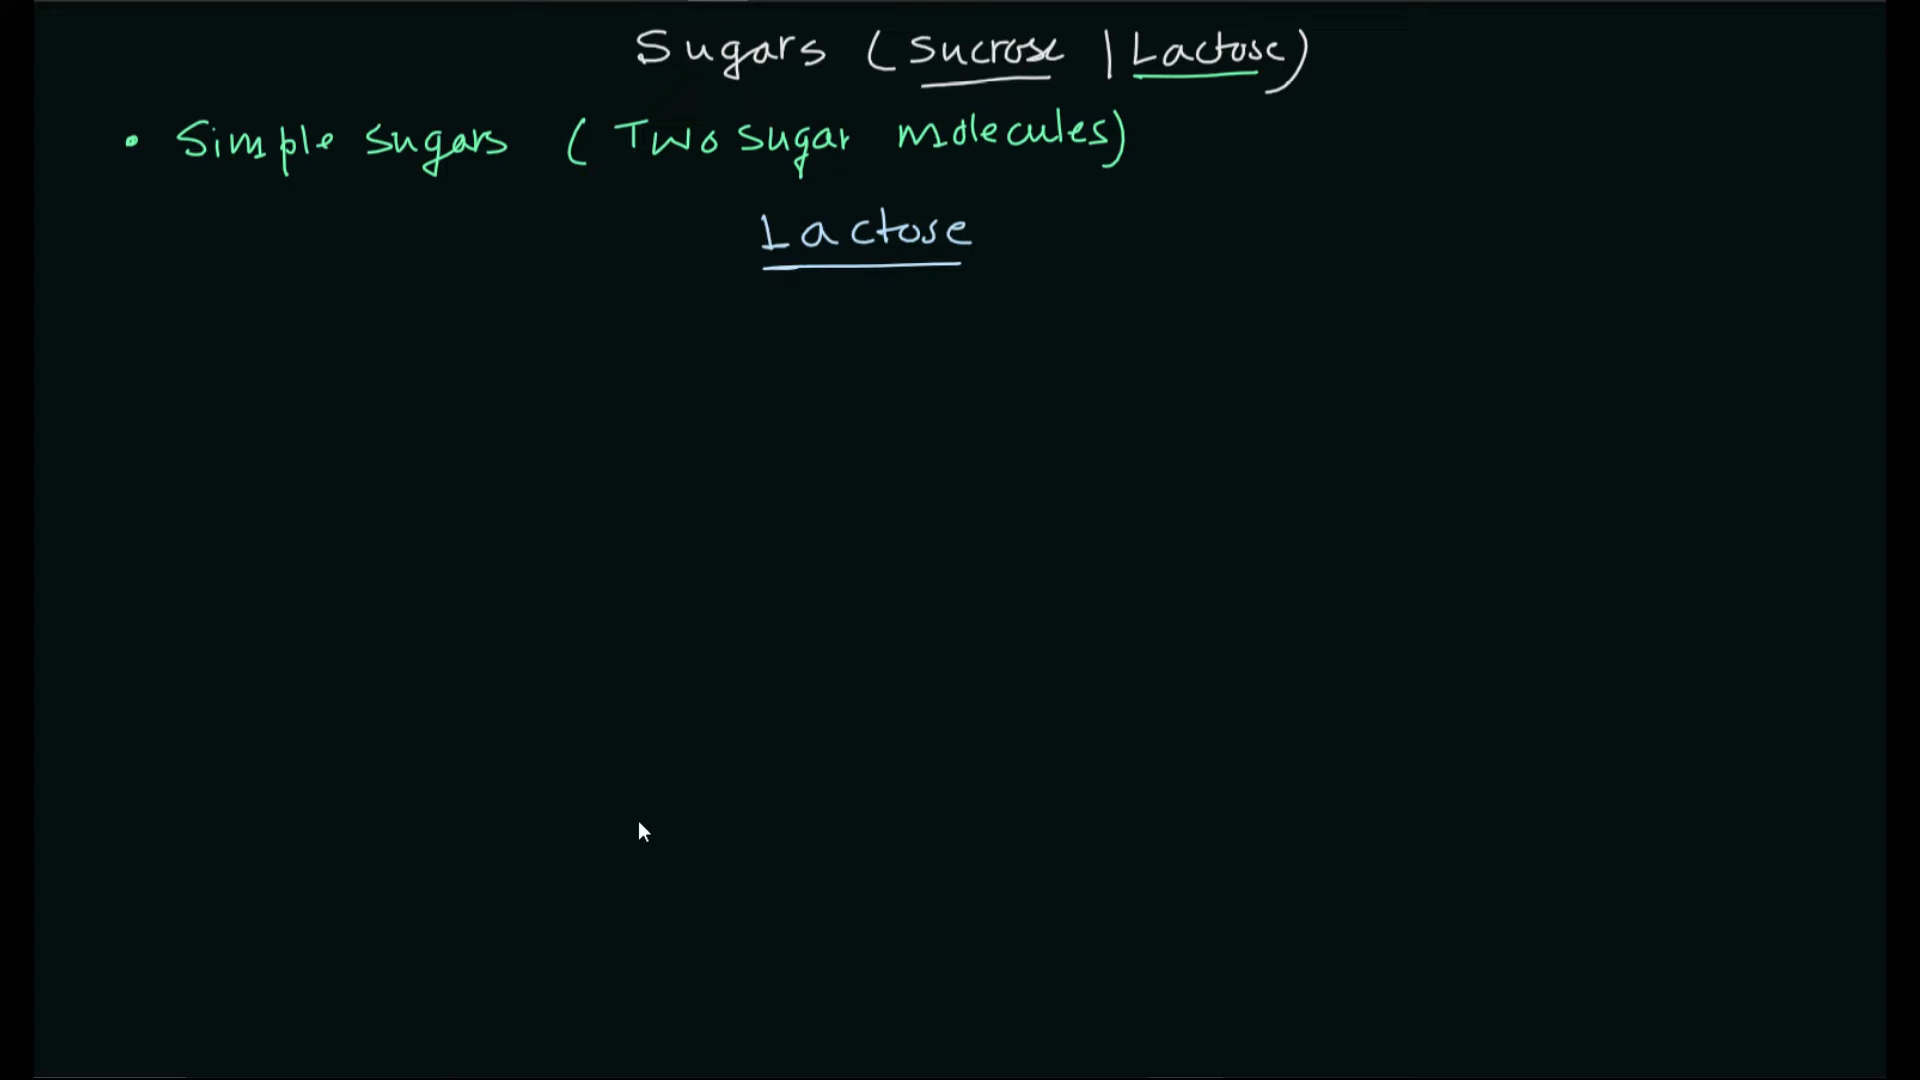 Sugars (Sucrose | Lactose)
• Simple sugars (Two sugar molecules)
Lactose